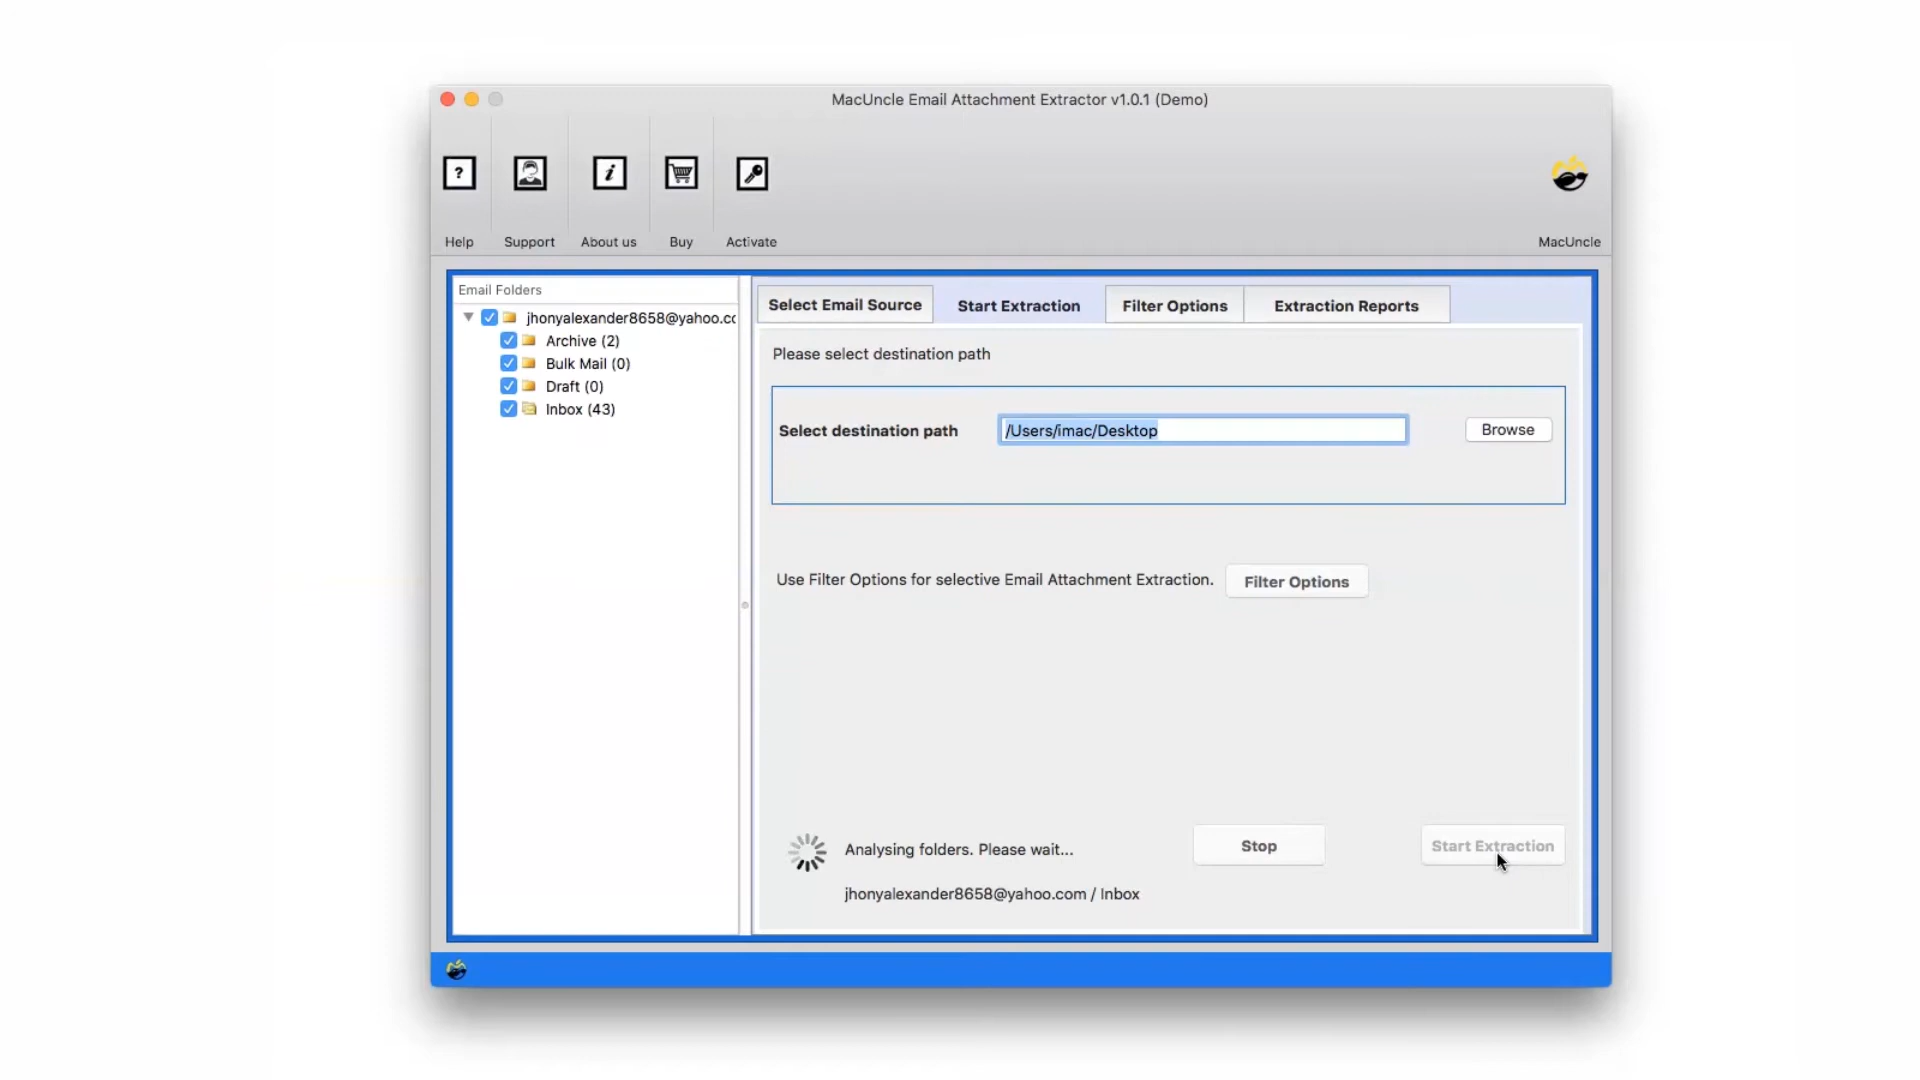 MacUncle Email Attachment Extractor v1.0.1 (Demo)
?
i
Help
Support
About us
Buy
Activate
MacUncle
Email Folders
jhonyalexander8658@yahoo.cc
Archive (2)
Bulk Mail (0)
Draft (0)
Inbox (43)
Select Email Source
Start Extraction
Filter Options
Extraction Reports
Please select destination path
Select destination path
/Users/imac/Desktop
Browse
Use Filter Options for selective Email Attachment Extraction.
Filter Options
Analysing folders. Please wait...
Stop
Start Extraction
jhonyalexander8658@yahoo.com / Inbox